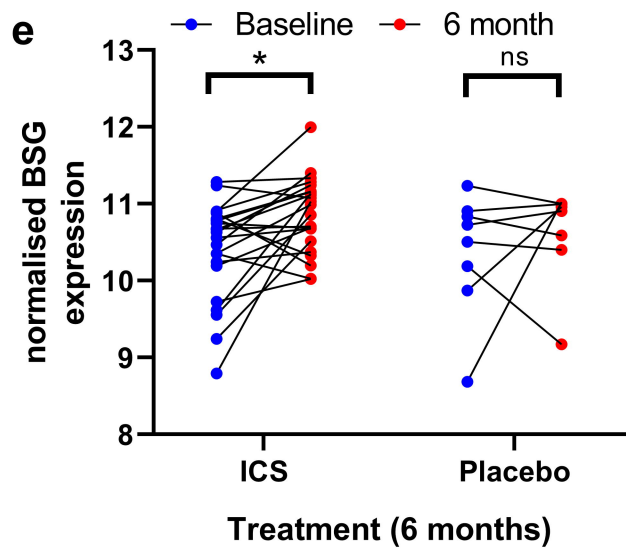 e
Baseline 6 month
* ns
13
12
11
10
9
8
normalised BSG
expression
ICS Placebo
Treatment (6 months)